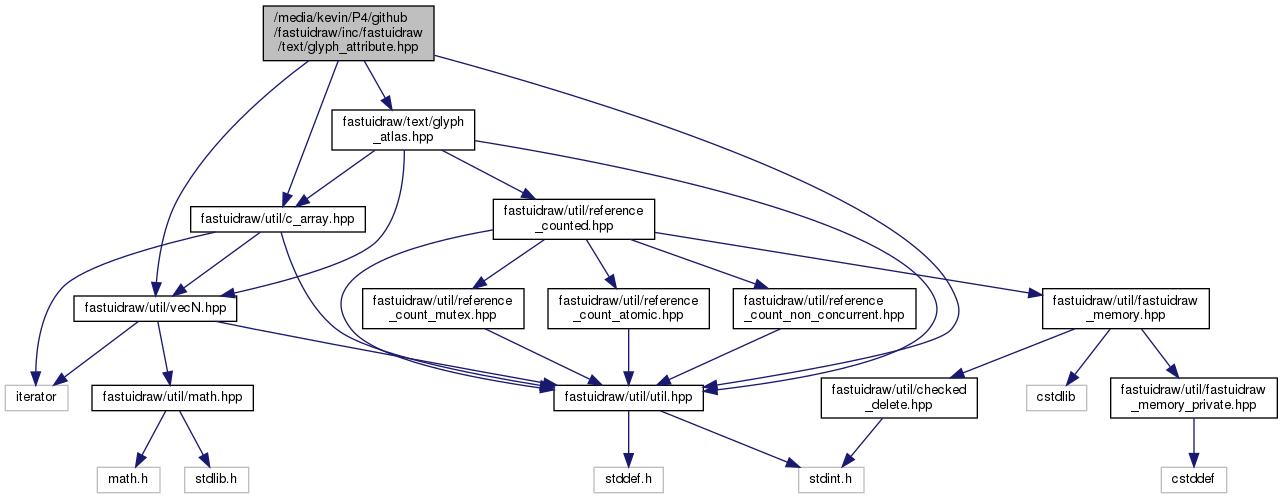 /media/kevin/P4/github
/fastuidraw/inc/fastuidraw
/text/glyph_attribute.hpp
fastuidraw/text/glyph
_atlas.hpp
fastuidraw/util/c_array.hpp
fastuidraw/util/reference
_counted.hpp
fastuidraw/util/vecN.hpp
fastuidraw/util/reference
_count_mutex.hpp
fastuidraw/util/reference
_count_atomic.hpp
fastuidraw/util/reference
_count_non_concurrent.hpp
fastuidraw/util/fastuidraw
_memory.hpp
iterator
fastuidraw/util/math.hpp
fastuidraw/util/util.hpp
fastuidraw/util/checked
_delete.hpp
cstdlib
fastuidraw/util/fastuidraw
_memory_private.hpp
math.h
stdlib.h
stddef.h
stdint.h
cstddef